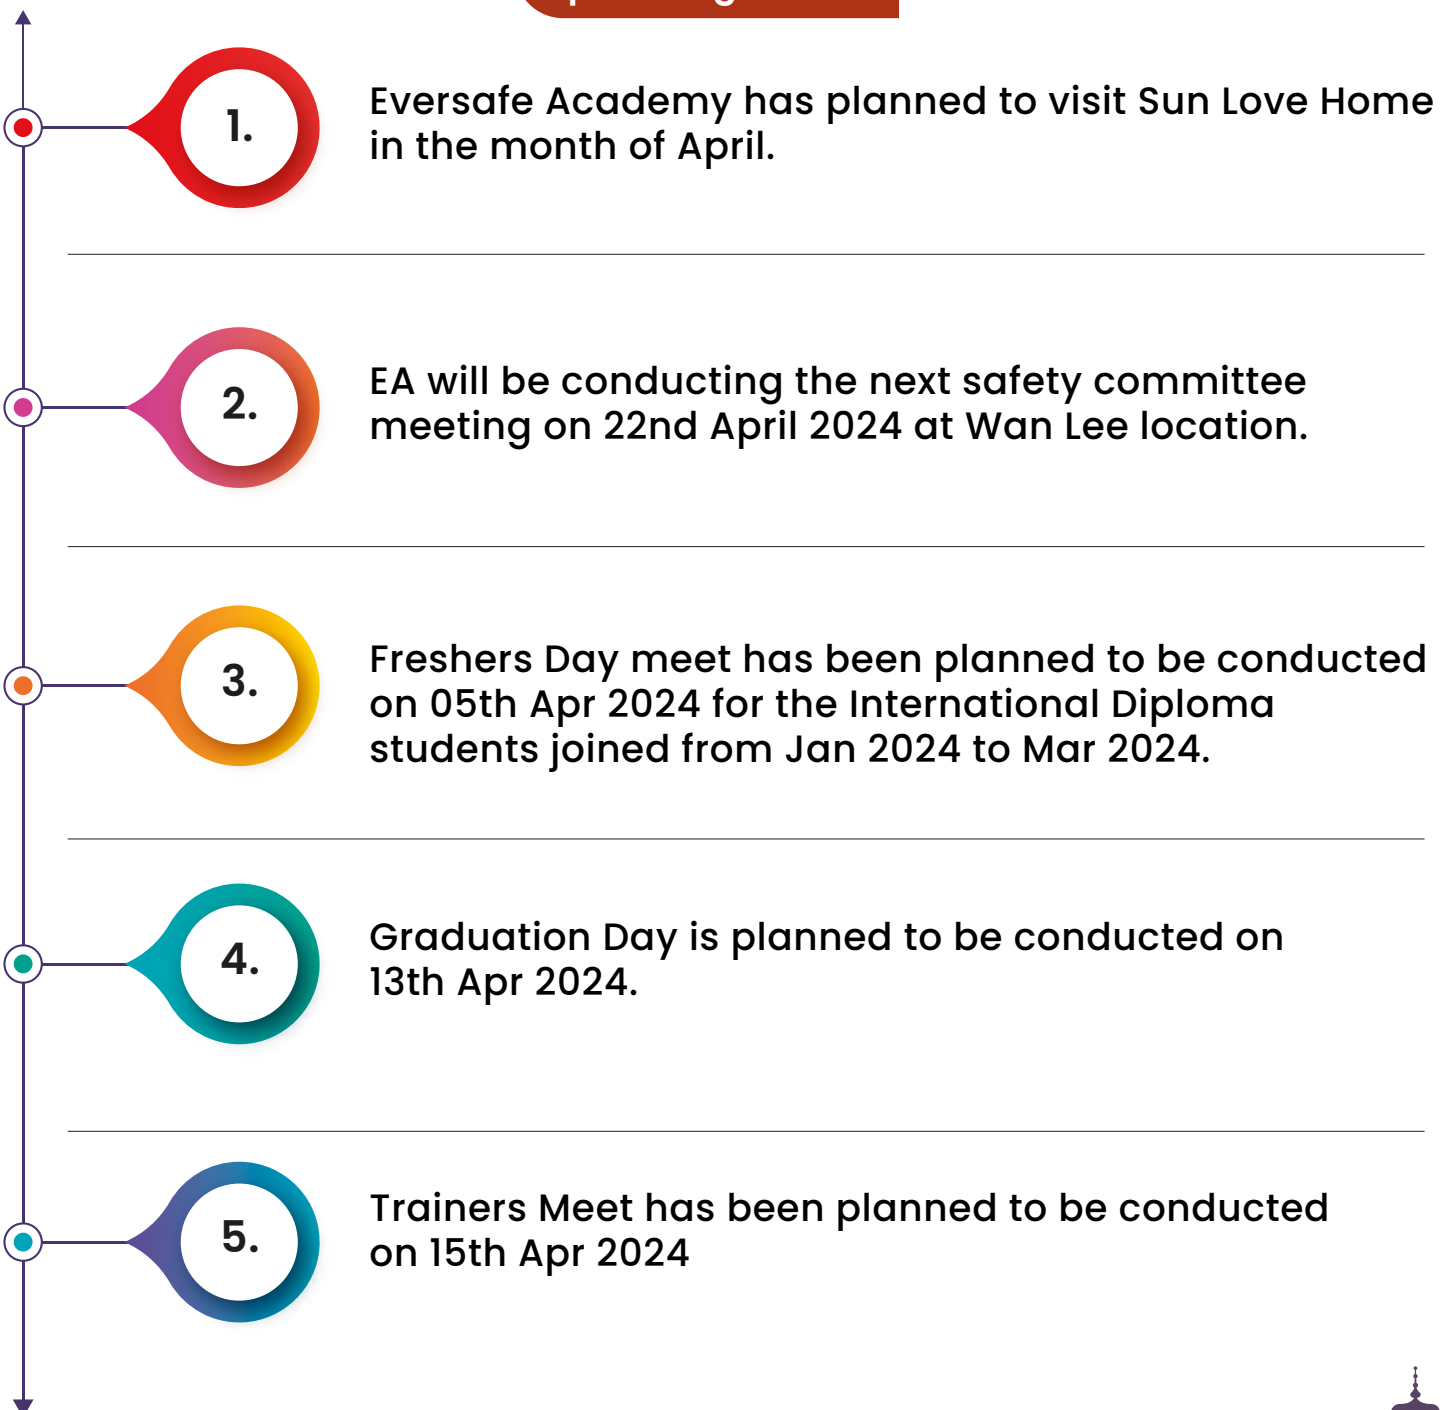 1.
Eversafe Academy has planned to visit Sun Love Home
in the month of April.
2.
EA will be conducting the next safety committee
meeting on 22nd April 2024 at Wan Lee location.
3.
Freshers Day meet has been planned to be conducted
on 05th Apr 2024 for the International Diploma
students joined from Jan 2024 to Mar 2024.
4.
Graduation Day is planned to be conducted on
13th Apr 2024.
5.
Trainers Meet has been planned to be conducted
on 15th Apr 2024